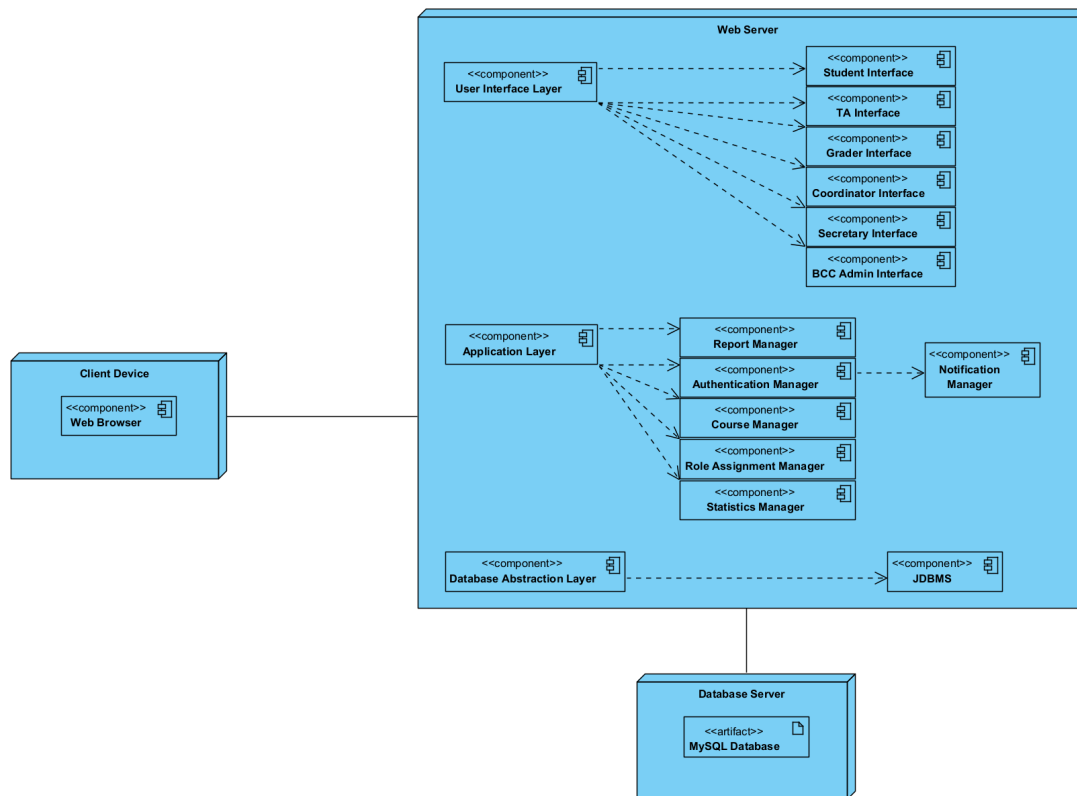 Web Server
<<component>>
User Interface Layer
<<component>>
Student Interface
<<component>>
TA Interface
<<component>>
Grader Interface
<<component>>
Coordinator Interface
<<component>>
Secretary Interface
<<component>>
BCC Admin Interface
<<component>>
Application Layer
<<component>>
Report Manager
<<component>>
Authentication Manager
<<component>>
Notification
Manager
<<component>>
Course Manager
<<component>>
Role Assignment Manager
<<component>>
Statistics Manager
Client Device
<<component>>
Web Browser
<<component>>
Database Abstraction Layer
<<component>>
JDBMS
Database Server
<<artifact>>
MySQL Database